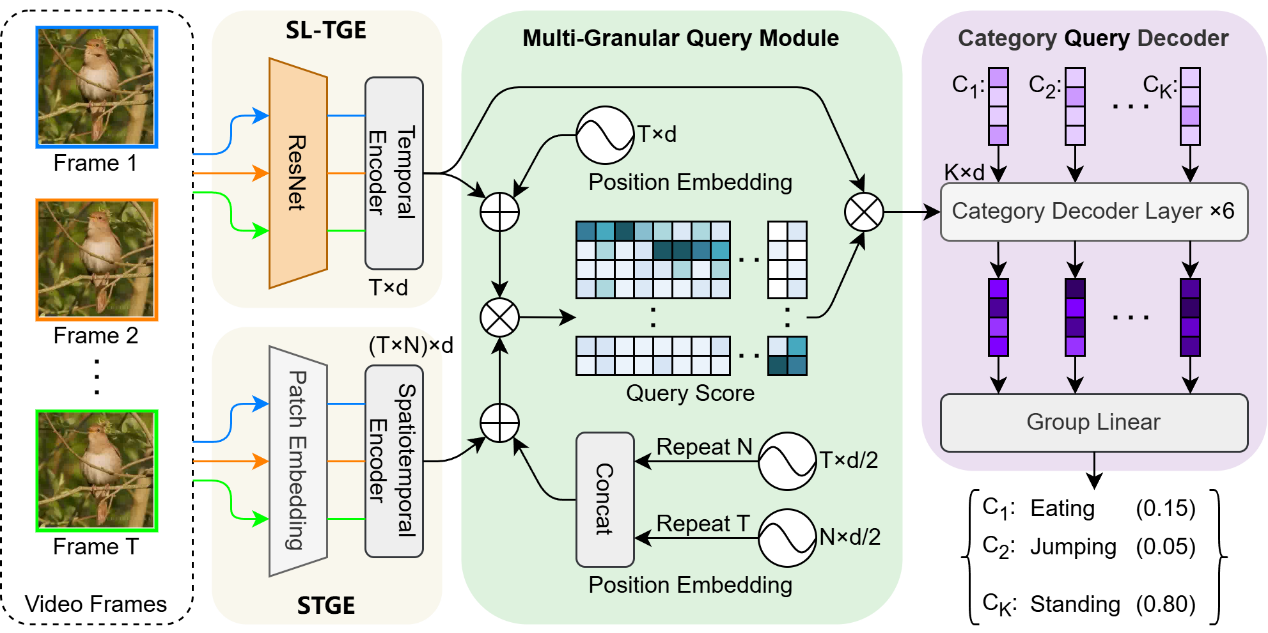 Frame 1
Frame 2
Frame T
Video Frames
SL-TGE
ResNet
Temporal
Encoder
T×d
(T×N)×d
Patch Embedding
Spatiotemporal
Encoder
STGE
Multi-Granular Query Module
T×d
Position Embedding
Query Score
Concat
Repeat N
T×d/2
Repeat T
N×d/2
Position Embedding
Category Query Decoder
C1: C2: ... CK:
K×d
Category Decoder Layer ×6
...
Group Linear
C1: Eating (0.15)
C2: Jumping (0.05)
CK: Standing (0.80)